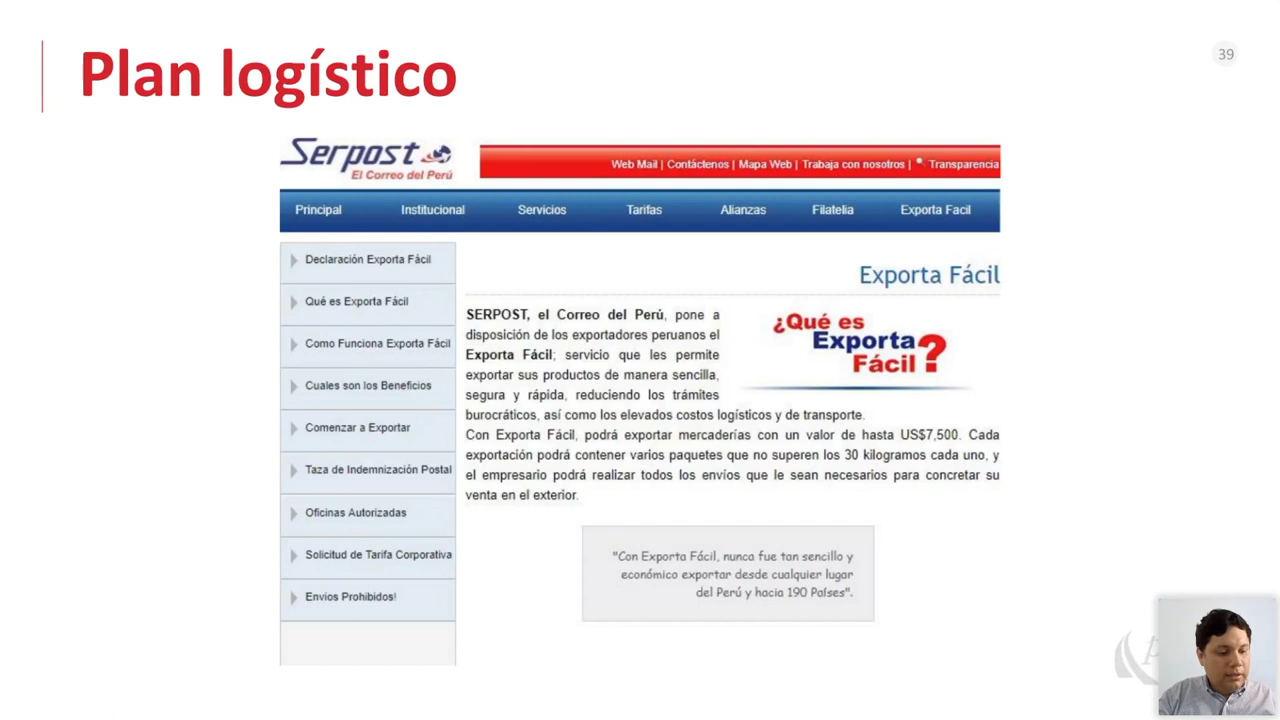 Plan logístico
39
Serpost
El Correo del Perú
Web Mail | Contáctenos | Mapa Web | Trabaja con nosotros | Transparencia
Principal Institucional Servicios Tarifas Alianzas Filatelia Exporta Facil
Declaración Exporta Fácil
Qué es Exporta Fácil
Como Funciona Exporta Fácil
Cuales son los Beneficios
Comenzar a Exportar
Taza de Indemnización Postal
Oficinas Autorizadas
Solicitud de Tarifa Corporativa
Envios Prohibidos!
Exporta Fácil
SERPOST, el Correo del Perú, pone a
disposición de los exportadores peruanos el
Exporta Fácil; servicio que les permite
exportar sus productos de manera sencilla,
segura y rápida, reduciendo los trámites
burocráticos, así como los elevados costos logísticos y de transporte.
Con Exporta Fácil, podrá exportar mercaderías con un valor de hasta US$7,500. Cada
exportación podrá contener varios paquetes que no superen los 30 kilogramos cada uno, y
el empresario podrá realizar todos los envíos que le sean necesarios para concretar su
venta en el exterior.
¿Qué es
Exporta
Fácil?
"Con Exporta Fácil, nunca fue tan sencillo y
económico exportar desde cualquier lugar
del Perú y hacia 190 Países".